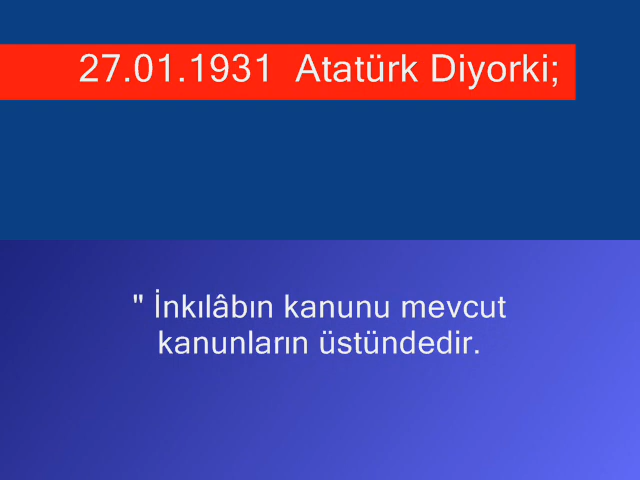 27.01.1931  Atatürk Diyorki;
" İnkılâbın kanunu mevcut
kanunların üstündedir.